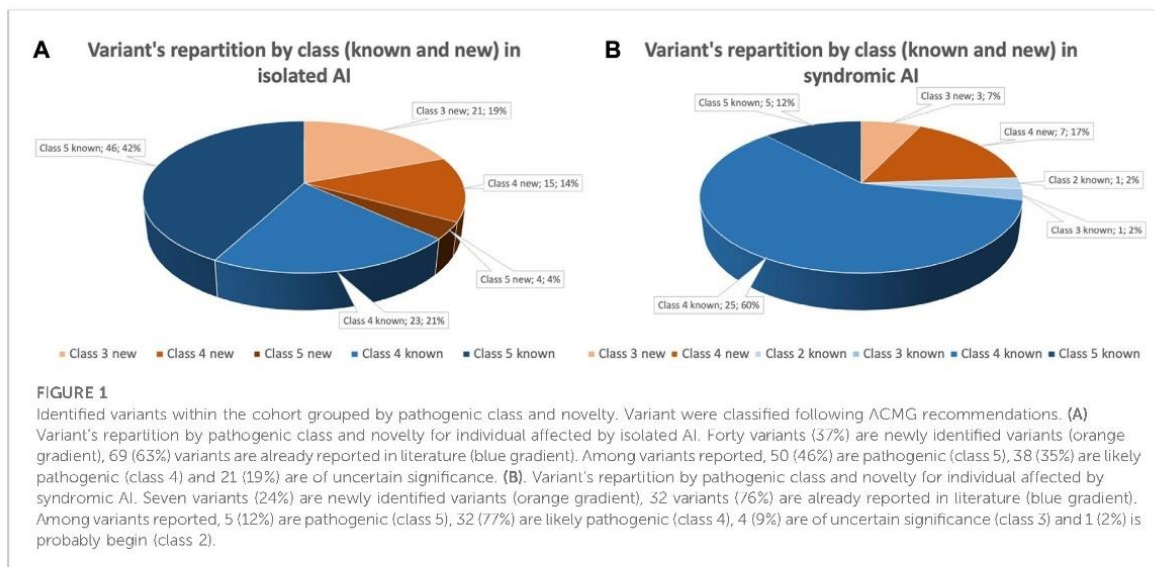 A
Variant's repartition by class (known and new) in
isolated AI
Class 3 new; 21; 19%
Class 5 known; 46; 42%
Class 4 new; 15; 14%
Class 5 new; 4; 4%
Class 4 known; 23; 21%
Class 3 new Class 4 new Class 5 new Class 4 known Class 5 known
B
Variant's repartition by class (known and new) in
syndromic AI
Class 5 known; 5; 12%
Class 3 new; 3; 7%
Class 4 new; 7; 17%
Class 2 known; 1; 2%
Class 3 known; 1; 2%
Class 4 known; 25; 60%
Class 3 new Class 4 new Class 2 known Class 3 known Class 4 known Class 5 known
FIGURE 1
Identified variants within the cohort grouped by pathogenic class and novelty. Variant were classified following ACMG recommendations. (A)
Variant's repartition by pathogenic class and novelty for individual affected by isolated AI. Forty variants (37%) are newly identified variants (orange
gradient), 69 (63%) variants are already reported in literature (blue gradient). Among variants reported, 50 (46%) are pathogenic (class 5), 38 (35%) are likely
pathogenic (class 4) and 21 (19%) are of uncertain significance. (B). Variant's repartition by pathogenic class and novelty for individual affected by
syndromic AI. Seven variants (24%) are newly identified variants (orange gradient), 32 variants (76%) are already reported in literature (blue gradient).
Among variants reported, 5 (12%) are pathogenic (class 5), 32 (77%) are likely pathogenic (class 4), 4 (9%) are of uncertain significance (class 3) and 1 (2%) is
probably begin (class 2).